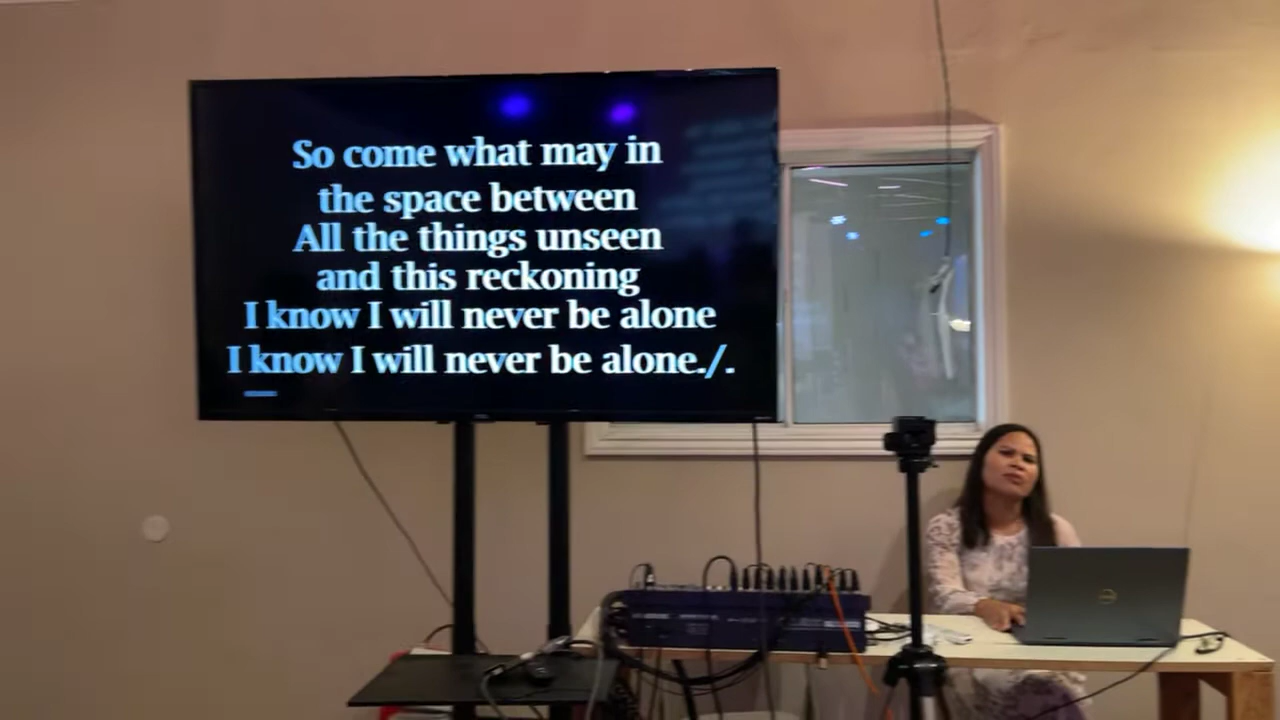 So come what may in
the space between
All the things unseen
and this reckoning
I know I will never be alone
I know I will never be alone./.